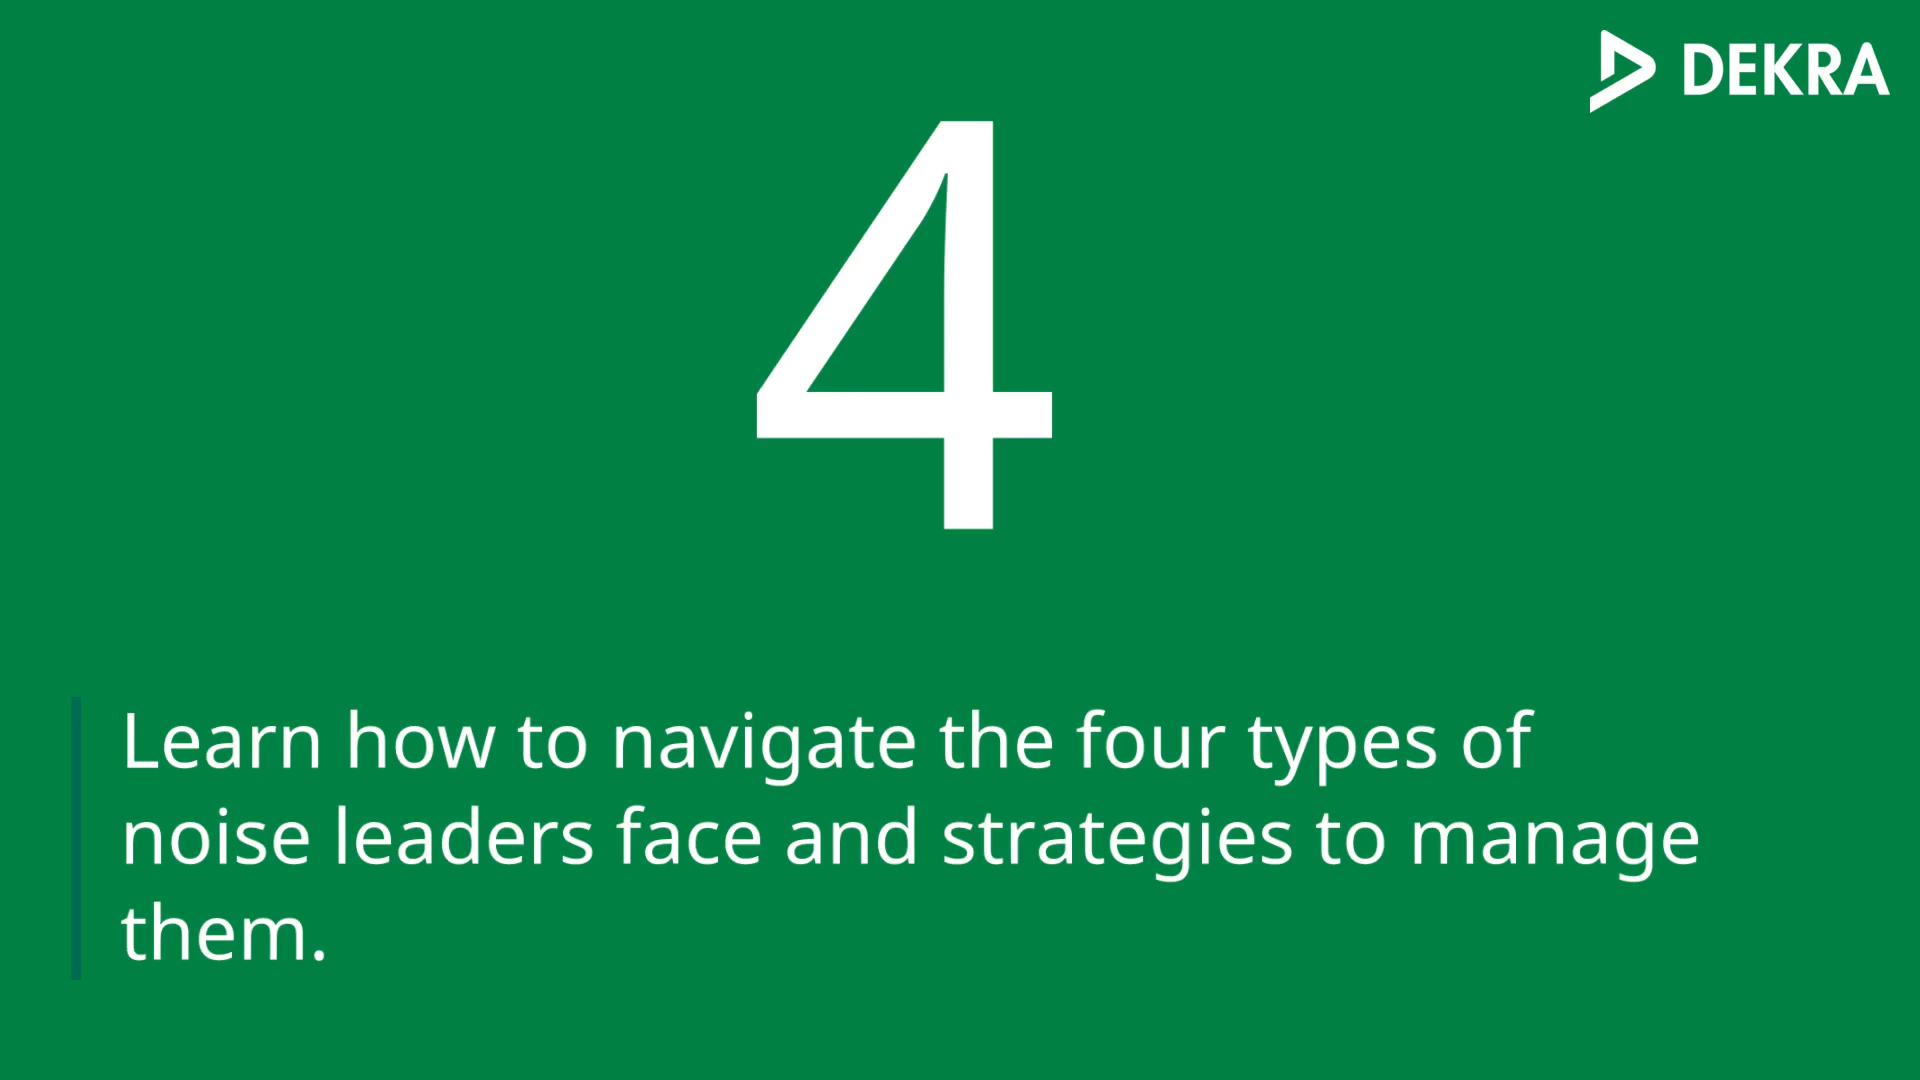 DEKRA
4
Learn how to navigate the four types of
noise leaders face and strategies to manage
them.